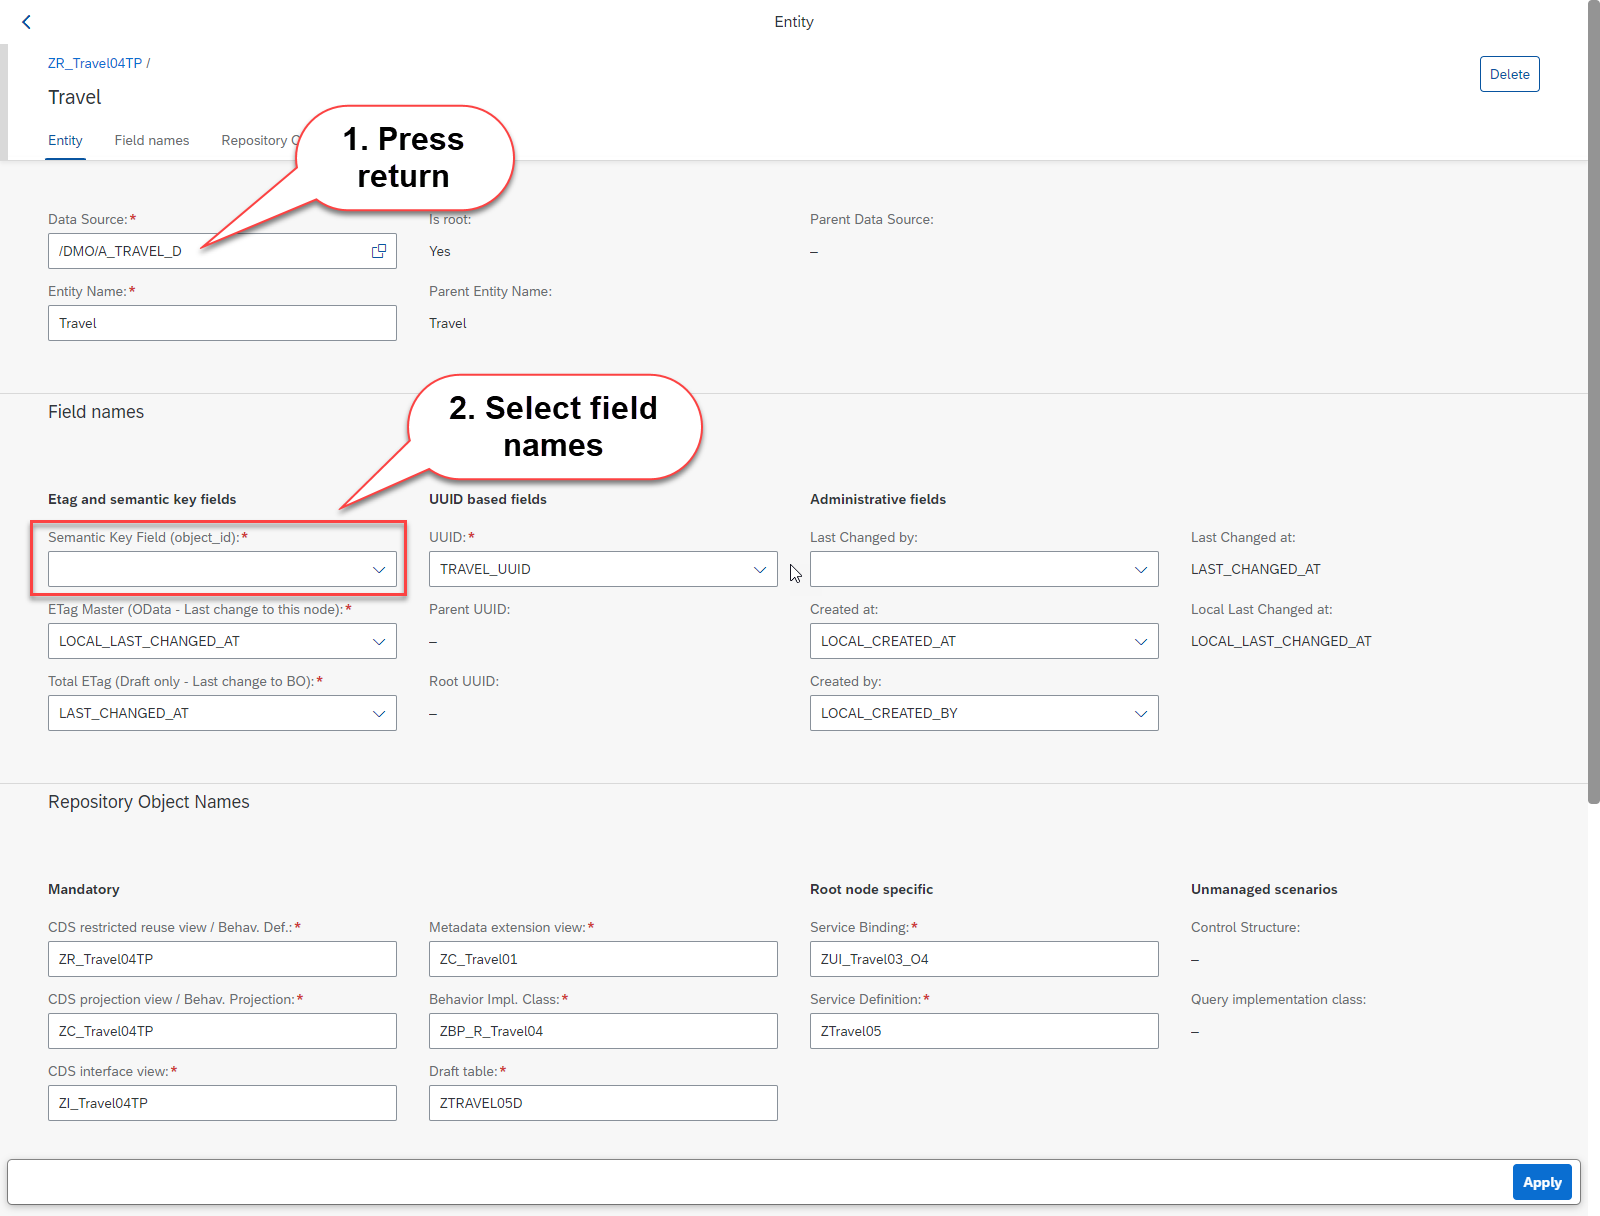 Entity
ZR_Travel04TP /
Delete
Travel
Entity Field names Repository
1. Press
return
Data Source:* Is root: Parent Data Source:
/DMO/A_TRAVEL_D Yes –
Entity Name:* Parent Entity Name:
Travel Travel
Field names
2. Select field
names
Etag and semantic key fields UUID based fields Administrative fields
Semantic Key Field (object_id):* UUID:* Last Changed by: Last Changed at:
TRAVEL_UUID LAST_CHANGED_AT
ETag Master (OData - Last change to this node):* Parent UUID: Created at: Local Last Changed at:
LOCAL_LAST_CHANGED_AT – LOCAL_CREATED_AT LOCAL_LAST_CHANGED_AT
Total ETag (Draft only - Last change to BO):* Root UUID: Created by:
LAST_CHANGED_AT – LOCAL_CREATED_BY
Repository Object Names
Mandatory Root node specific Unmanaged scenarios
CDS restricted reuse view / Behav. Def.:* Metadata extension view:* Service Binding:* Control Structure:
ZR_Travel04TP ZC_Travel01 ZUI_Travel03_O4 –
CDS projection view / Behav. Projection:* Behavior Impl. Class:* Service Definition:* Query implementation class:
ZC_Travel04TP ZBP_R_Travel04 ZTravel05 –
CDS interface view:* Draft table:*
ZI_Travel04TP ZTRAVEL05D
Apply